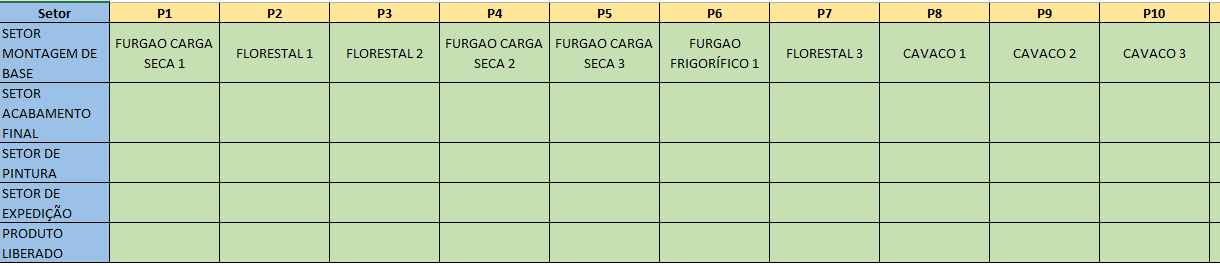 Setor P1 P2 P3 P4 P5 P6 P7 P8 P9 P10
SETOR
MONTAGEM DE
BASE
FURGAO CARGA
SECA 1
FLORESTAL 1
FLORESTAL 2
FURGAO CARGA
SECA 2
FURGAO CARGA
SECA 3
FURGAO
FRIGORÍFICO 1
FLORESTAL 3
CAVACO 1
CAVACO 2
CAVACO 3
SETOR
ACABAMENTO
FINAL
SETOR DE
PINTURA
SETOR DE
EXPEDIÇÃO
PRODUTO
LIBERADO